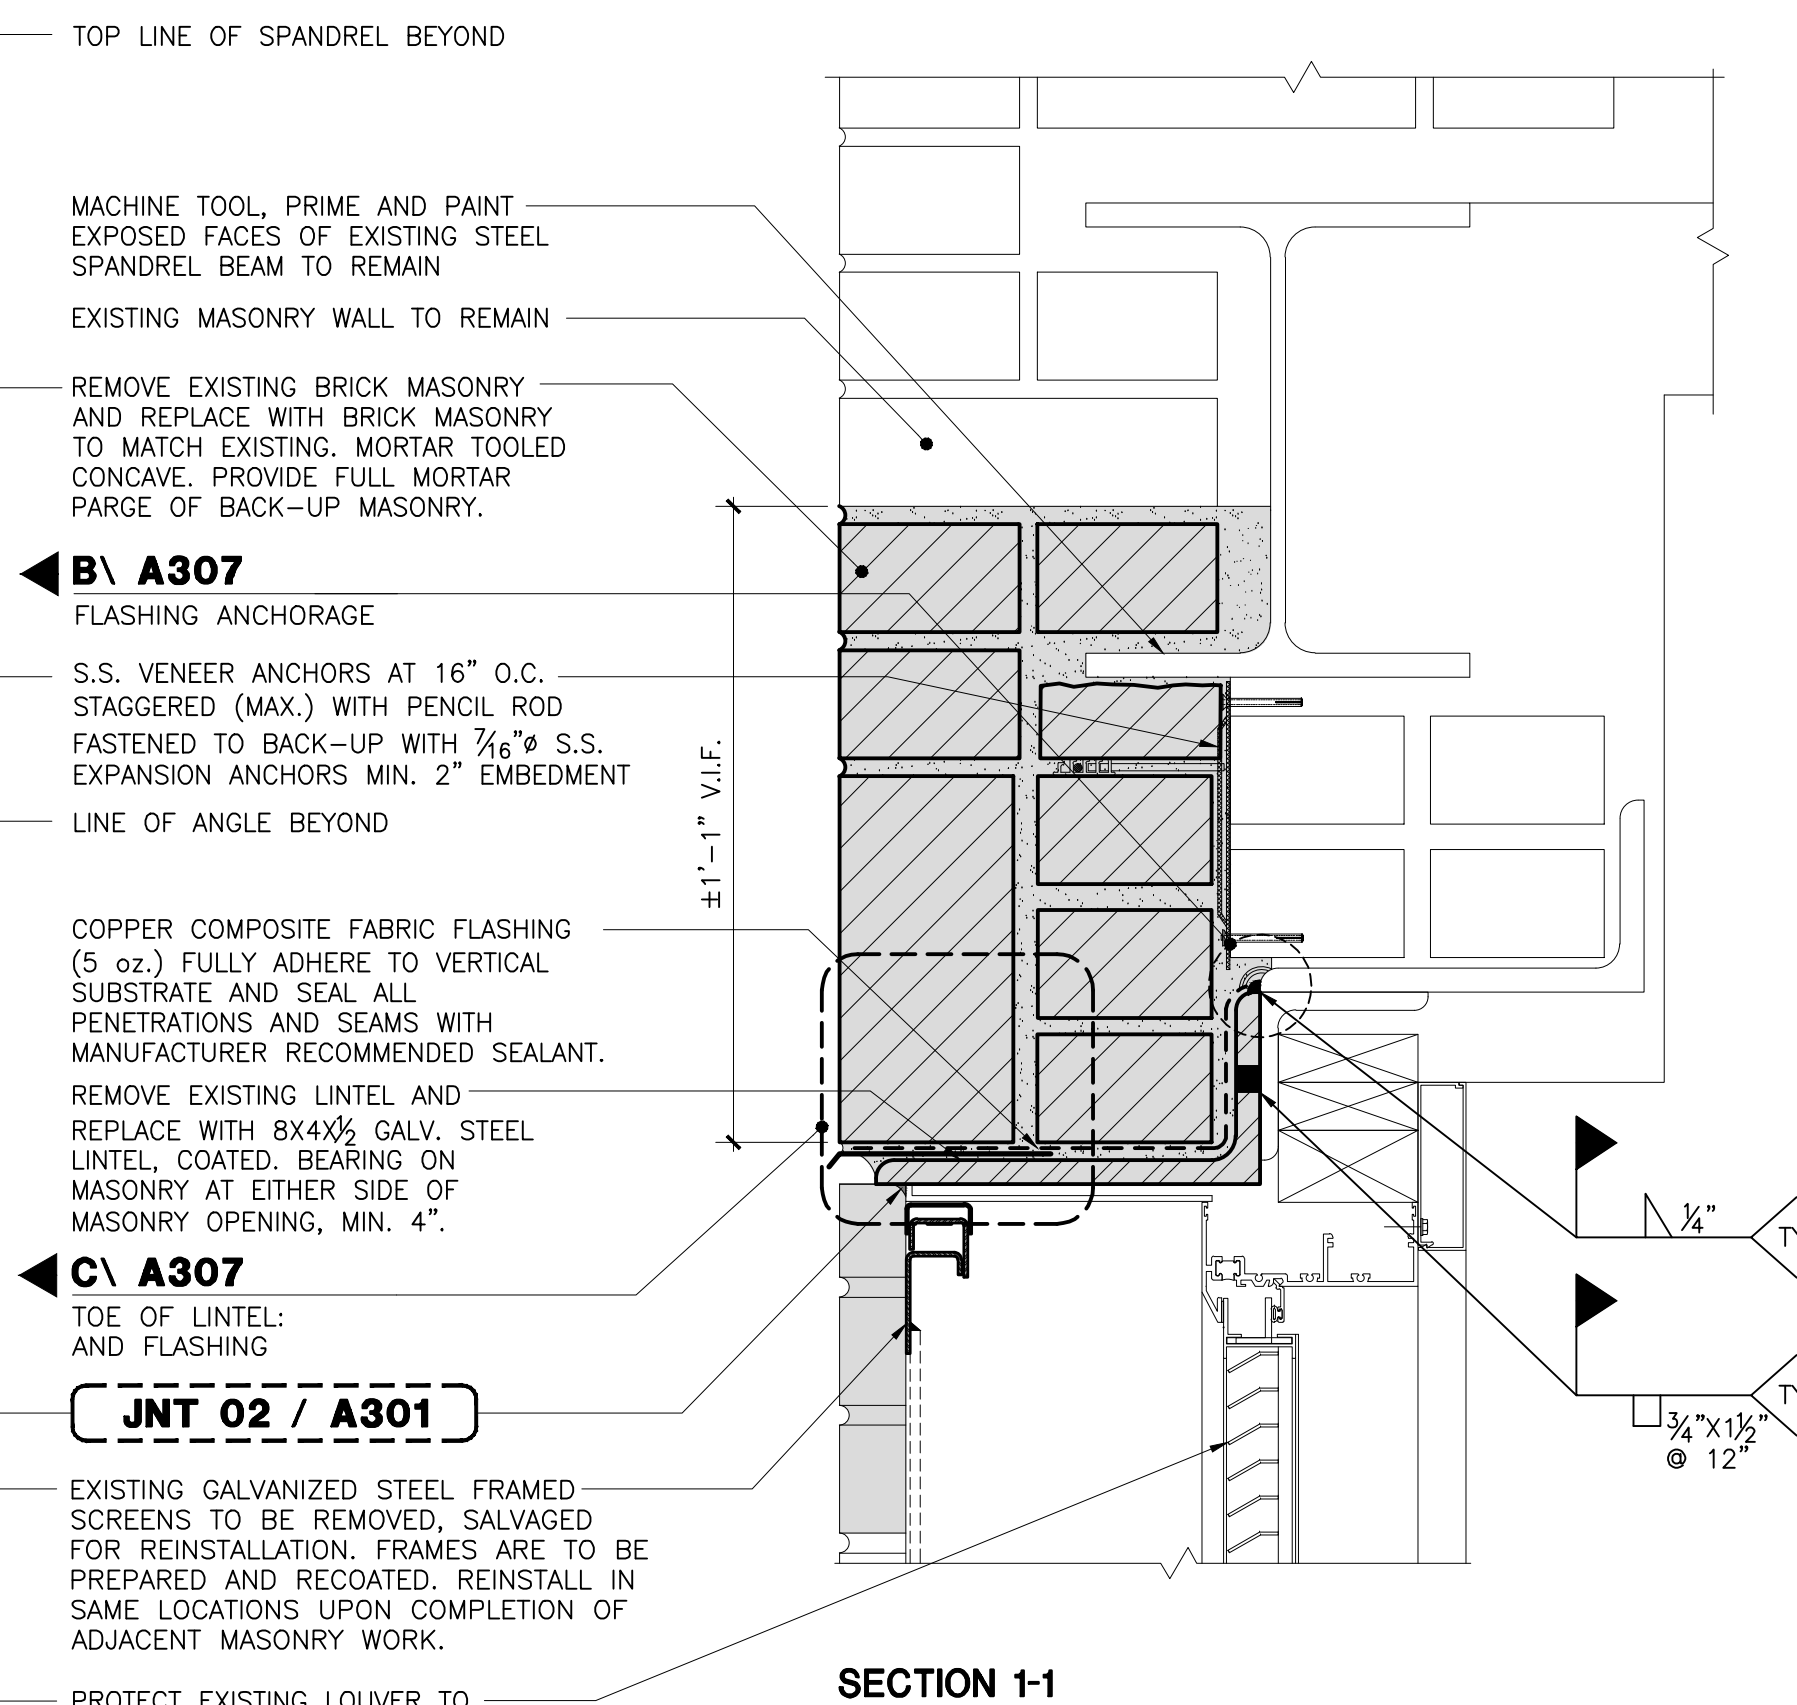 TOP LINE OF SPANDREL BEYOND
MACHINE TOOL, PRIME AND PAINT
EXPOSED FACES OF EXISTING STEEL
SPANDREL BEAM TO REMAIN
EXISTING MASONRY WALL TO REMAIN
REMOVE EXISTING BRICK MASONRY
AND REPLACE WITH BRICK MASONRY
TO MATCH EXISTING. MORTAR TOOLED
CONCAVE. PROVIDE FULL MORTAR
PARGE OF BACK-UP MASONRY.
B\ A307
FLASHING ANCHORAGE
S.S. VENEER ANCHORS AT 16" O.C.
STAGGERED (MAX.) WITH PENCIL ROD
FASTENED TO BACK-UP WITH 7/16"ø S.S.
EXPANSION ANCHORS MIN. 2" EMBEDMENT
LINE OF ANGLE BEYOND
±1'-1" V.I.F.
COPPER COMPOSITE FABRIC FLASHING
(5 oz.) FULLY ADHERE TO VERTICAL
SUBSTRATE AND SEAL ALL
PENETRATIONS AND SEAMS WITH
MANUFACTURER RECOMMENDED SEALANT.
REMOVE EXISTING LINTEL AND
REPLACE WITH 8X4X1/2 GALV. STEEL
LINTEL, COATED. BEARING ON
MASONRY AT EITHER SIDE OF
MASONRY OPENING, MIN. 4".
C\ A307
TOE OF LINTEL:
AND FLASHING
JNT 02 / A301
EXISTING GALVANIZED STEEL FRAMED
SCREENS TO BE REMOVED, SALVAGED
FOR REINSTALLATION. FRAMES ARE TO BE
PREPARED AND RECOATED. REINSTALL IN
SAME LOCATIONS UPON COMPLETION OF
ADJACENT MASONRY WORK.
PROTECT EXISTING LOUVER TO
1/4"
TY
3/4"X1 1/2"
@ 12"
TY
SECTION 1-1